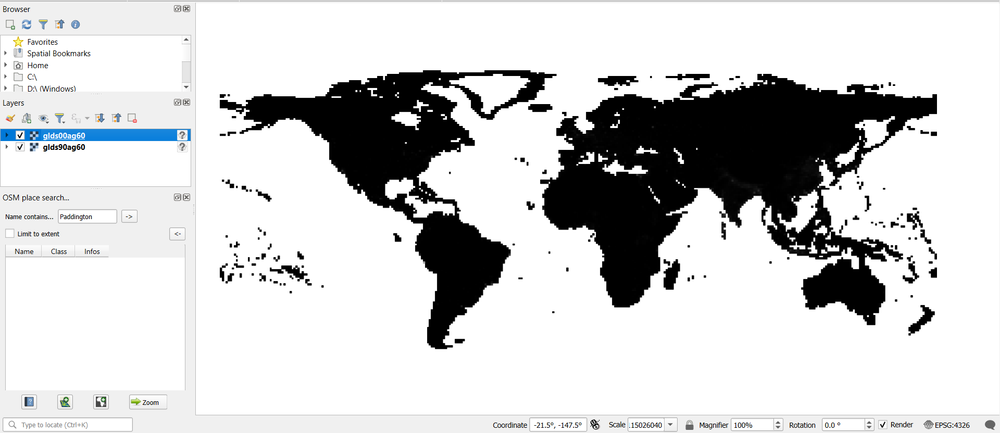 Browser
Favorites
Spatial Bookmarks
Home
C:\
D:\ (Windows)
Layers
glds00ag60
glds90ag60
OSM place search...
Name contains... Paddington ->
Limit to extent <-
Name Class Infos
Zoom
Type to locate (Ctrl+K)
Coordinate -21.5°, -147.5° Scale .15026040 Magnifier 100% Rotation 0.0 ° Render EPSG:4326